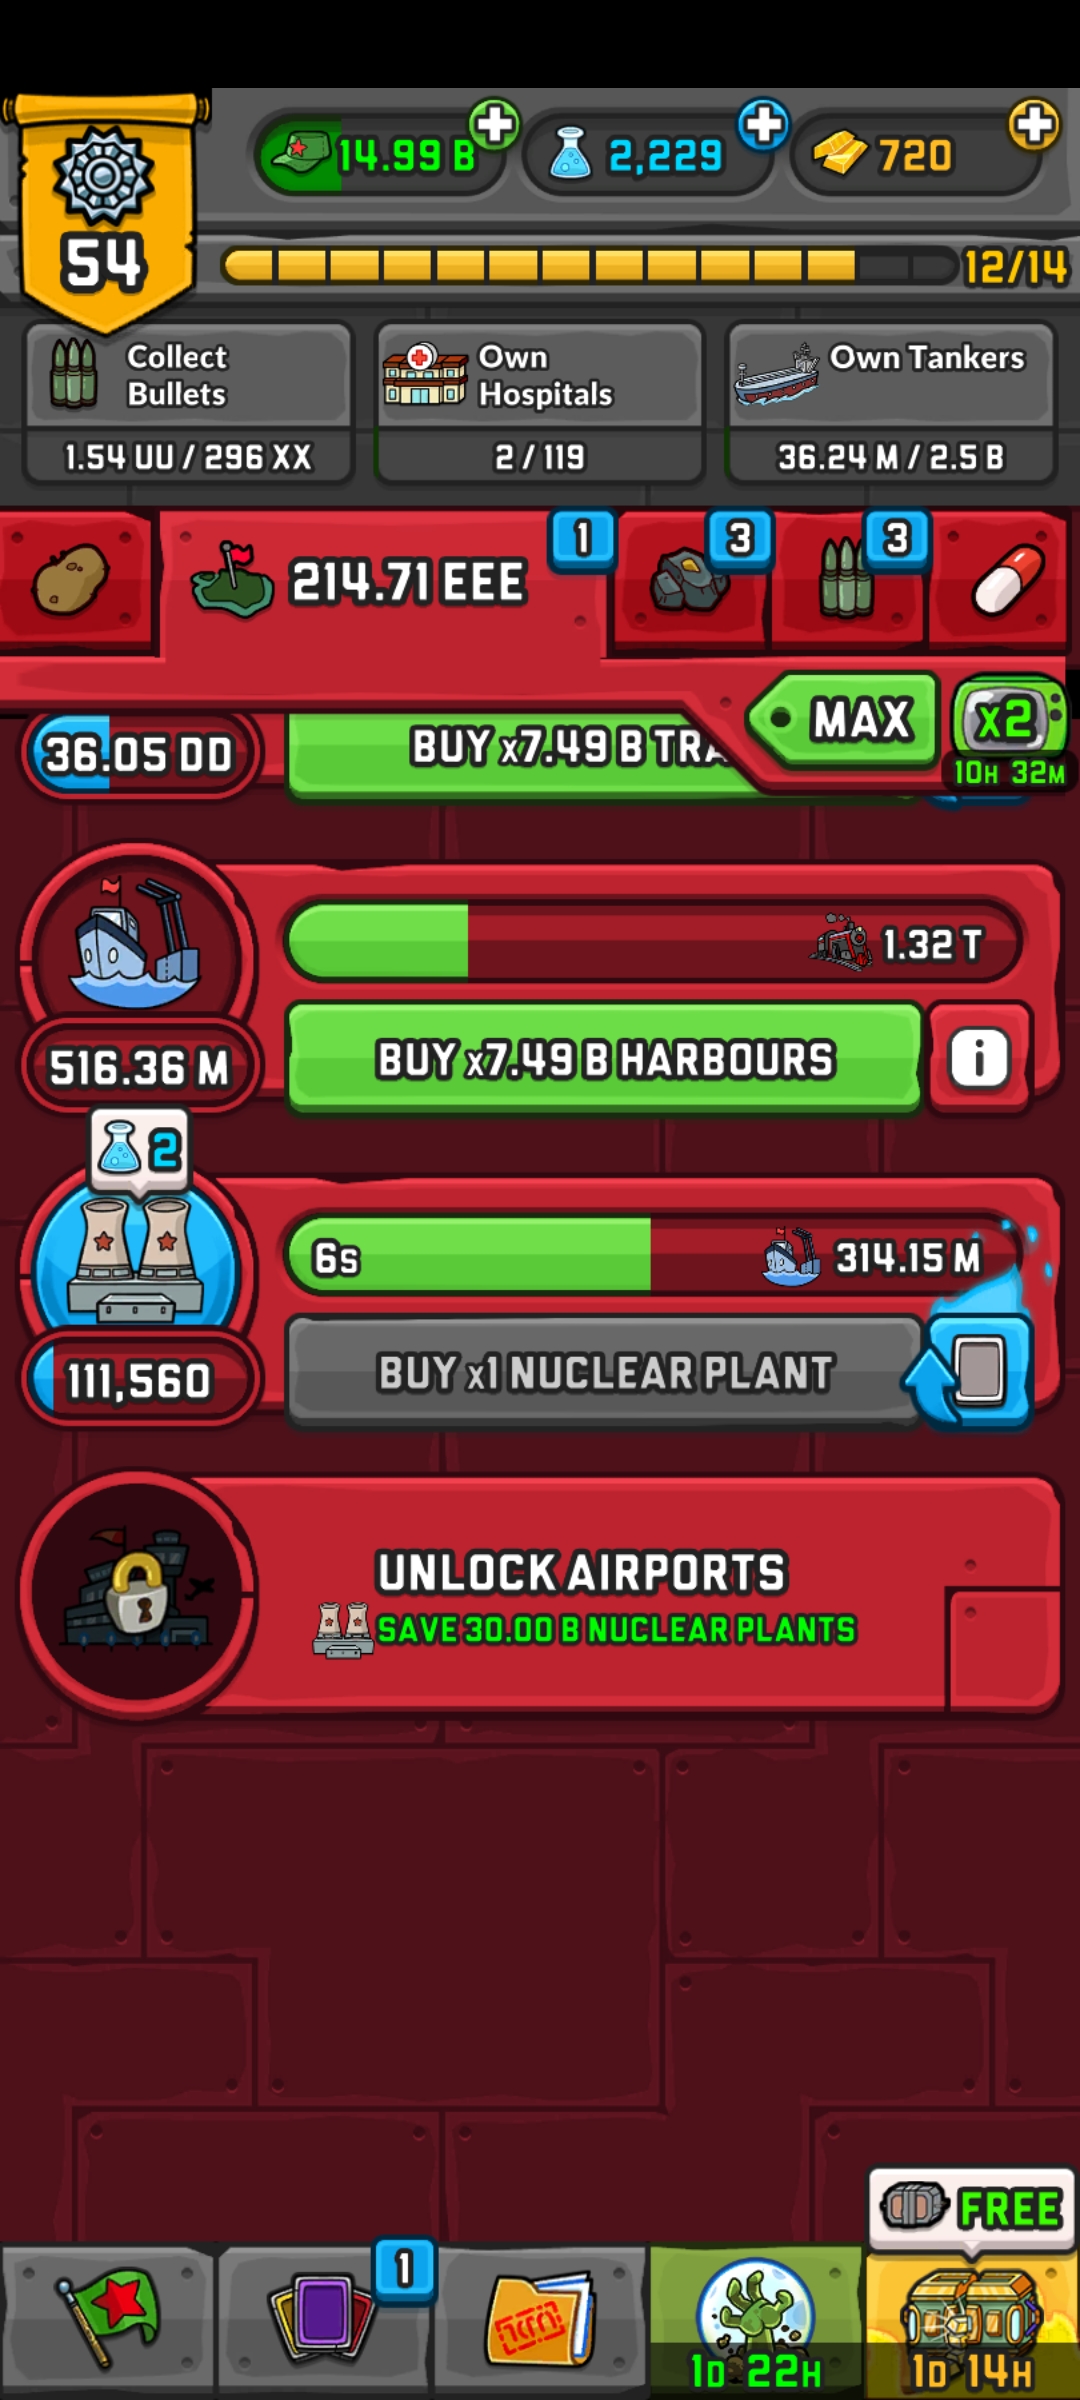 14.99 B
2,229
720
54
12/14
Collect
Bullets
Own
Hospitals
Own Tankers
1.54 UU / 296 XX
2 / 119
36.24 M / 2.5 B
214.71 EEE
1
3
3
MAX
x2
10H 32M
36.05 DD
BUY x7.49 B TRA
1.32 T
516.36 M
BUY x7.49 B HARBOURS
i
2
6s
314.15 M
111,560
BUY x1 NUCLEAR PLANT
UNLOCK AIRPORTS
SAVE 30.00 B NUCLEAR PLANTS
FREE
1
1D 22H
1D 14H